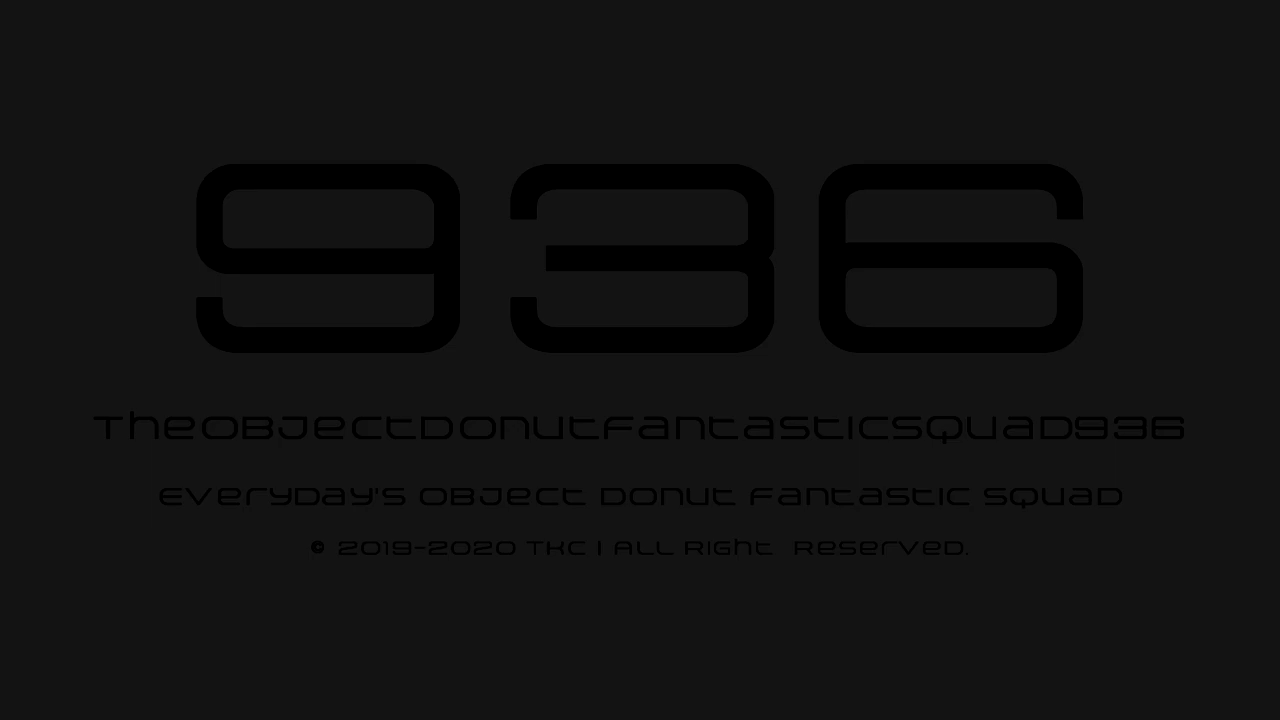 936
TheObjectDonutFantasticSquad936
Everyday's Object Donut Fantastic Squad
© 2019-2020 TKC | All Right Reserved.